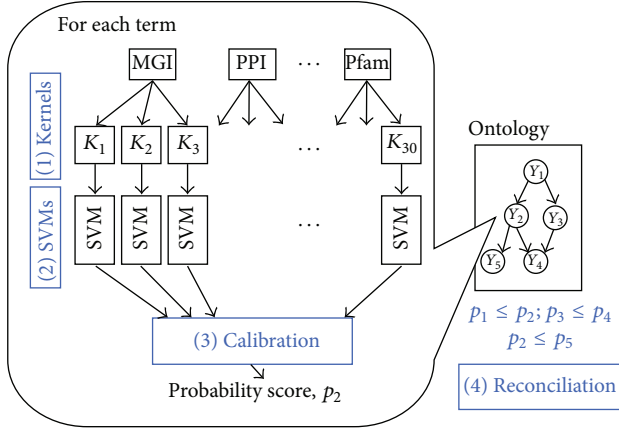 For each term
MGI PPI ... Pfam
(1) Kernels
K1 K2 K3 ... K30
(2) SVMs
SVM SVM SVM ... SVM
(3) Calibration
Probability score, p2
Ontology
Y1
Y2 Y3
Y5 Y4
p1 ≤ p2; p3 ≤ p4
p2 ≤ p5
(4) Reconciliation